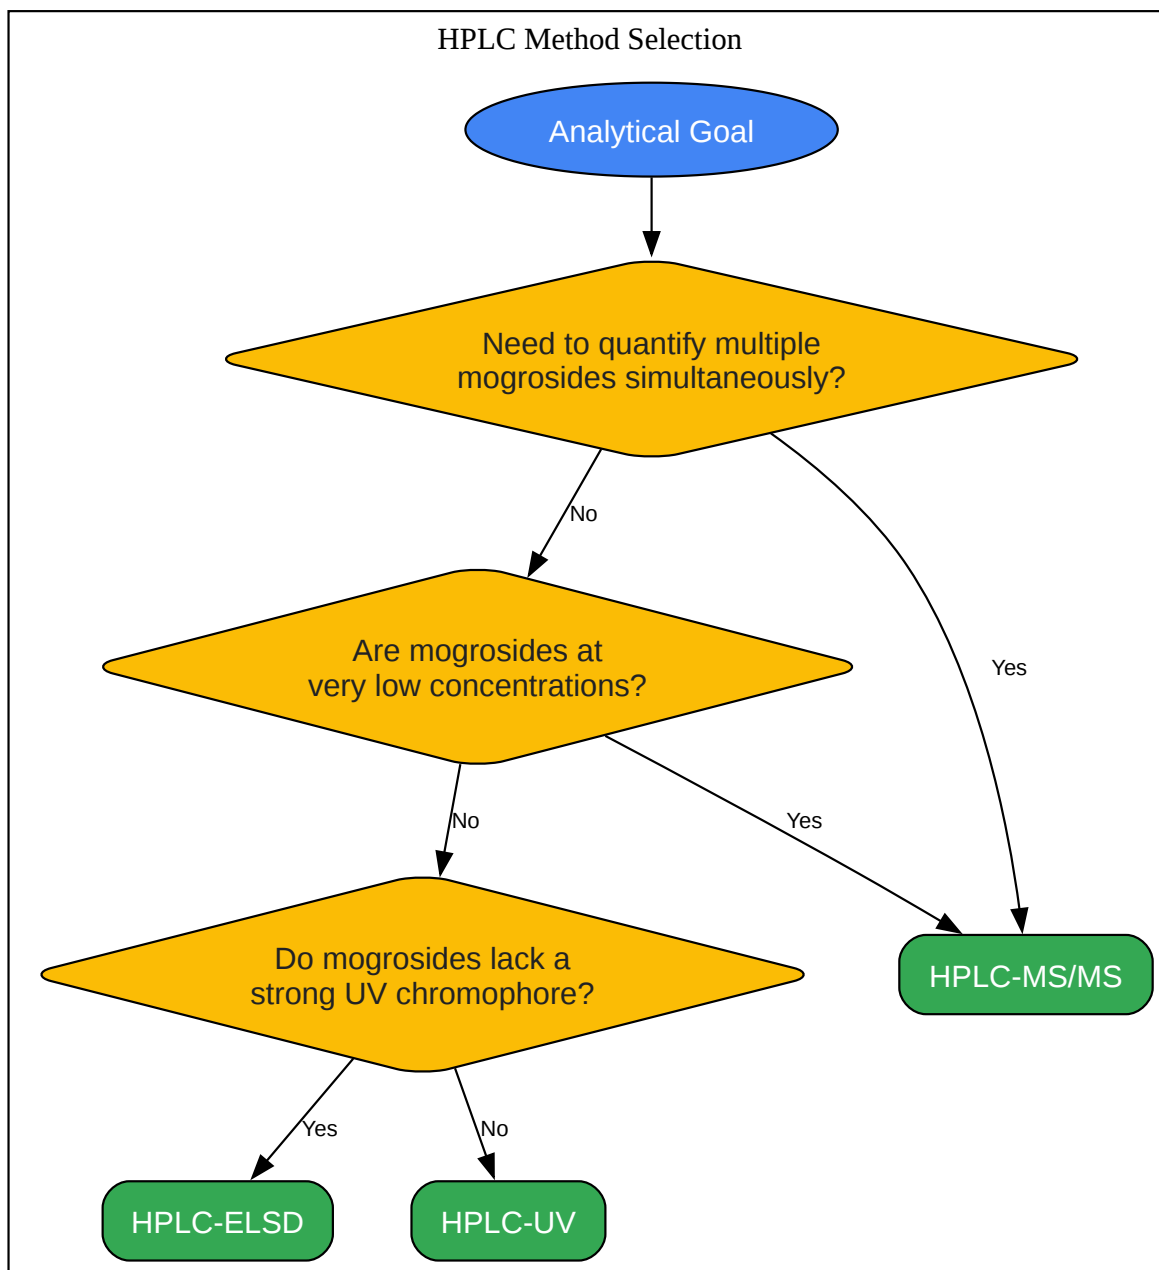 HPLC Method Selection
Analytical Goal
Need to quantify multiple
mogrosides simultaneously?
No
Yes
Are mogrosides at
very low concentrations?
No
Yes
Do mogrosides lack a
strong UV chromophore?
HPLC-MS/MS
Yes
No
HPLC-ELSD
HPLC-UV